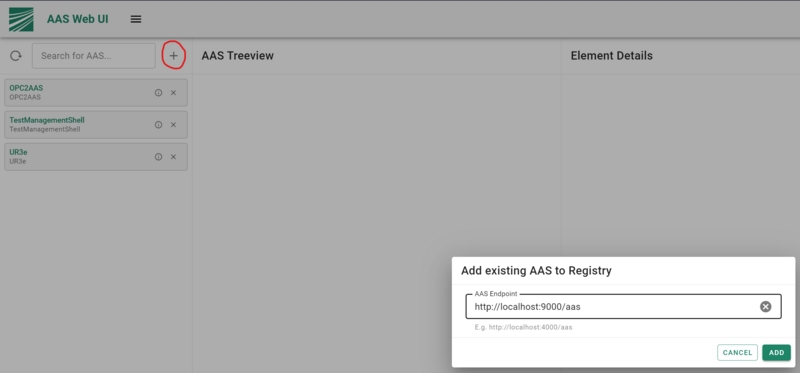 AAS Web UI
Search for AAS...
AAS Treeview
Element Details
OPC2AAS
OPC2AAS
TestManagementShell
TestManagementShell
UR3e
UR3e
Add existing AAS to Registry
AAS Endpoint
http://localhost:9000/aas
E.g. http://localhost:4000/aas
CANCEL
ADD